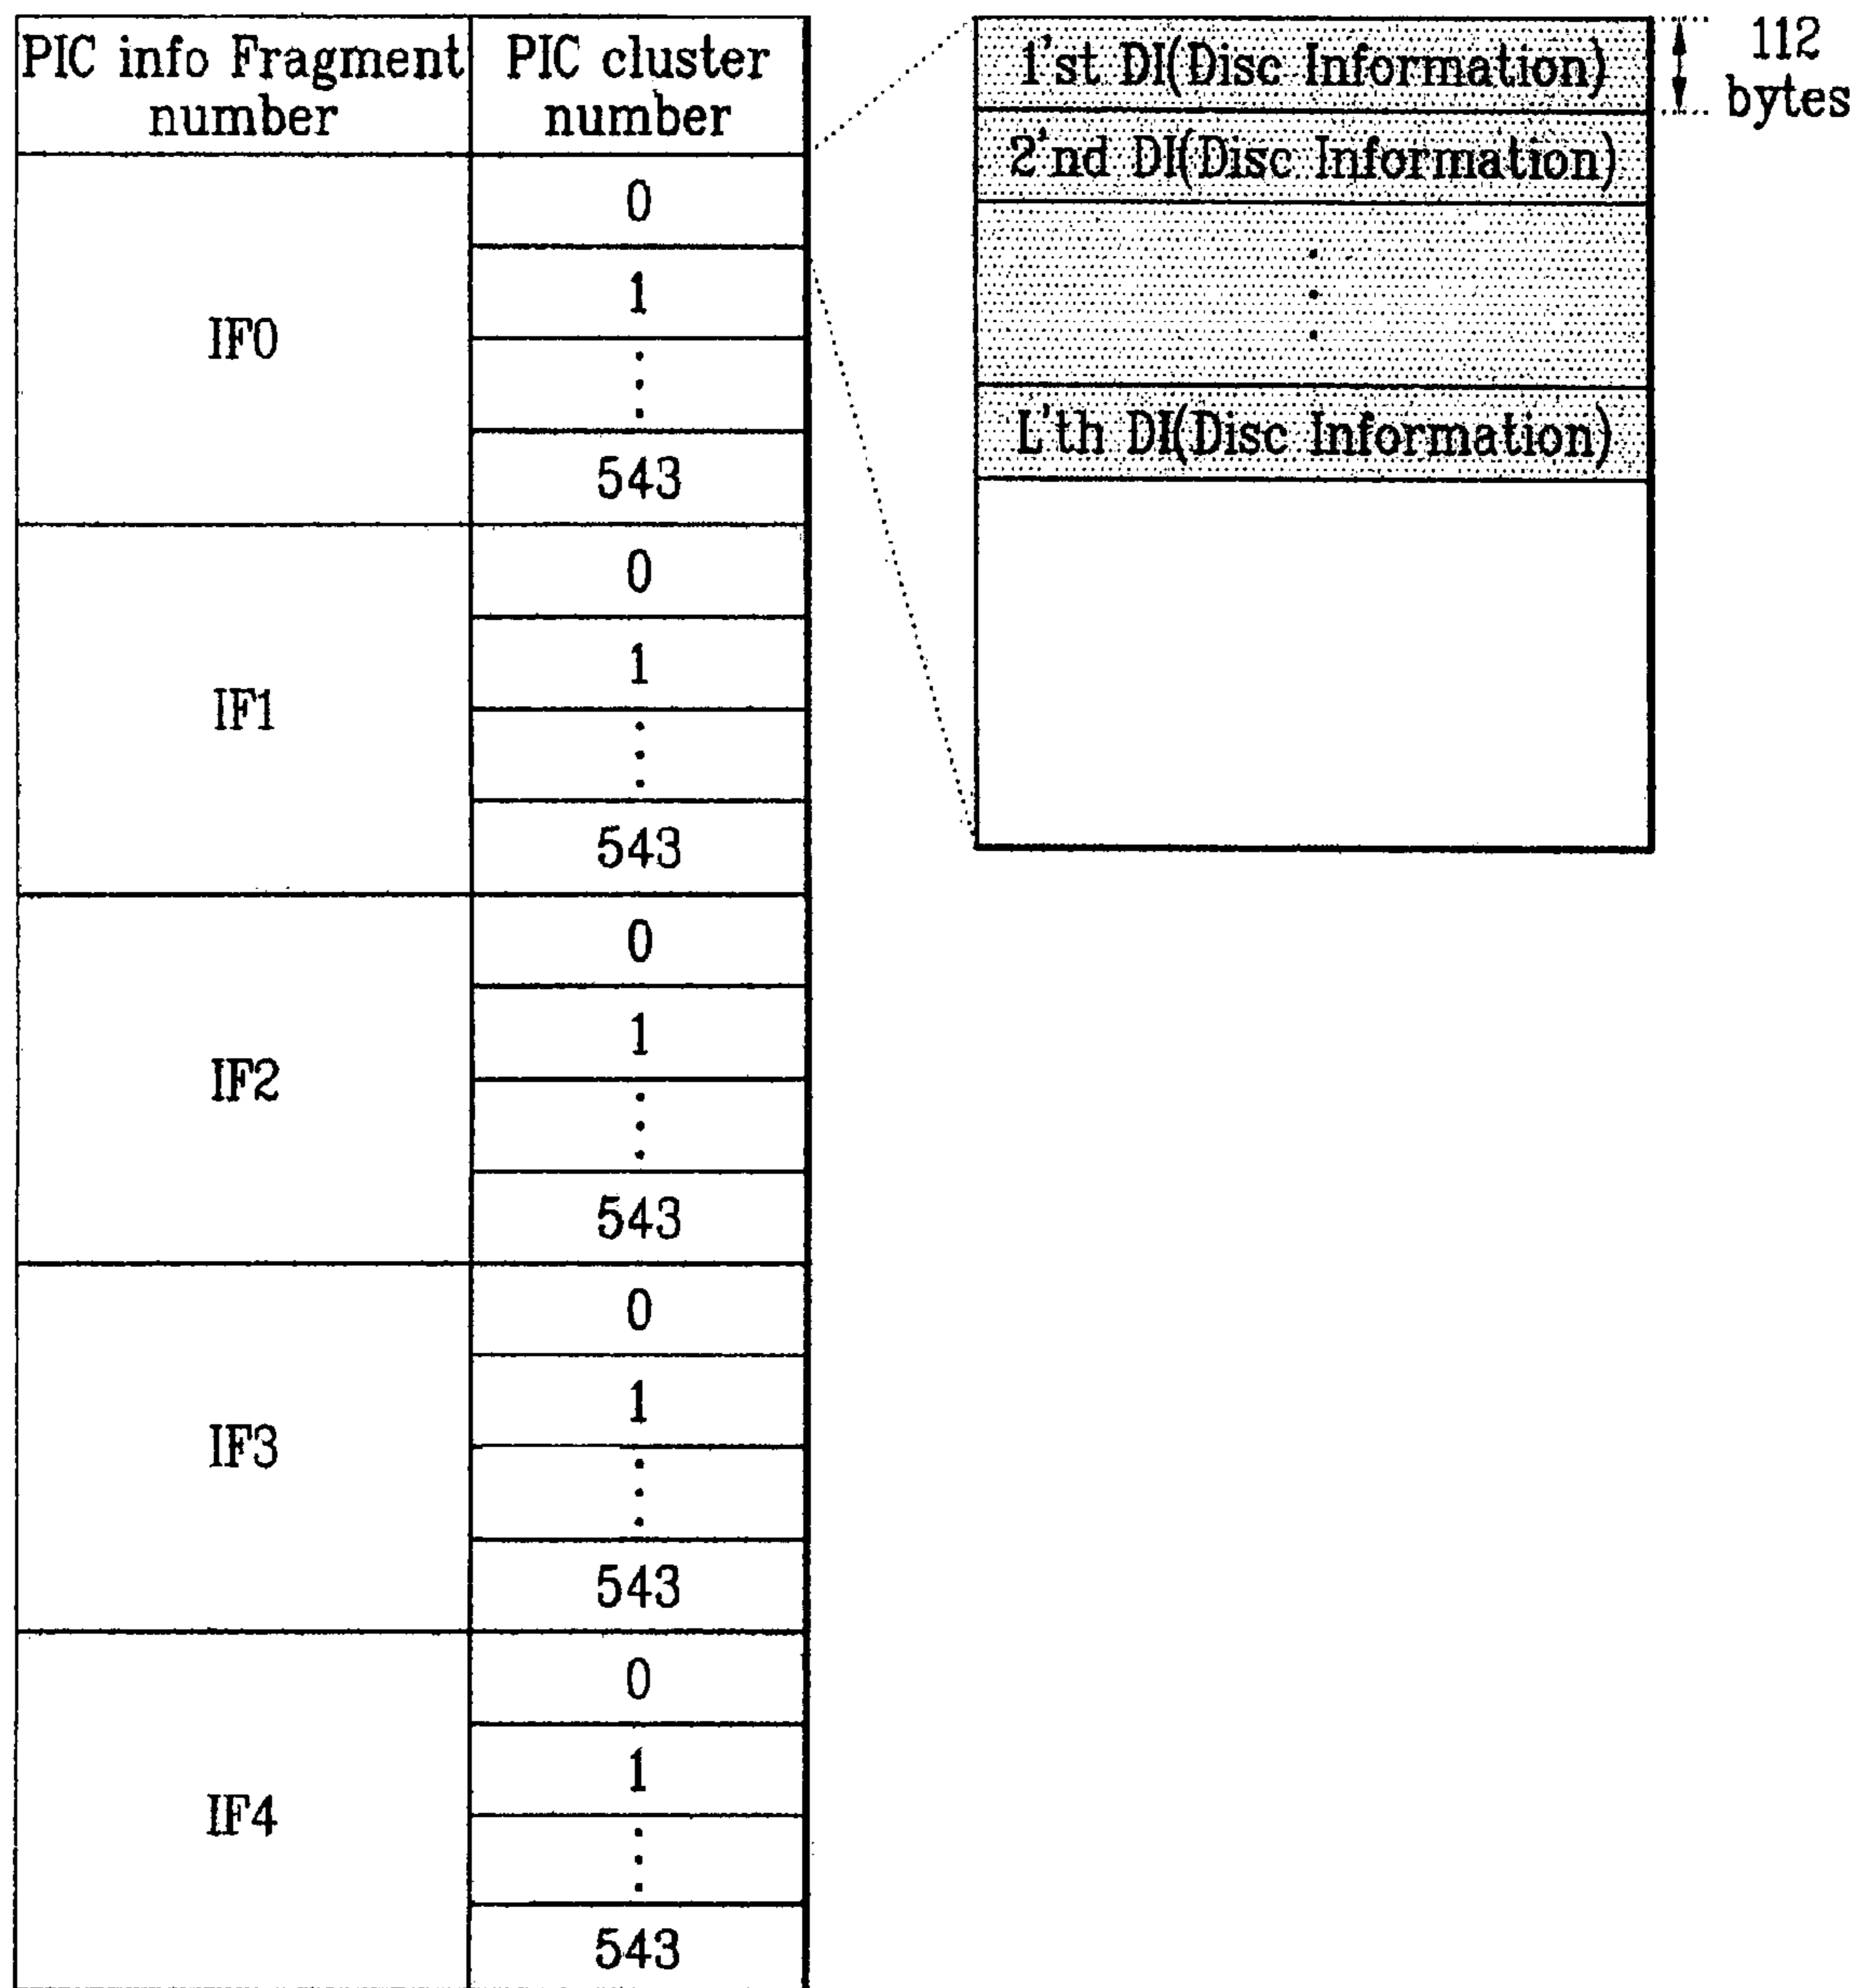 PIC info Fragment number
PIC cluster number
IF0
0
1
543
IF1
0
1
543
IF2
0
1
543
IF3
0
1
543
IF4
0
1
543
1'st DI(Disc Information)
2'nd DI(Disc Information)
L'th DI(Disc Information)
112
bytes